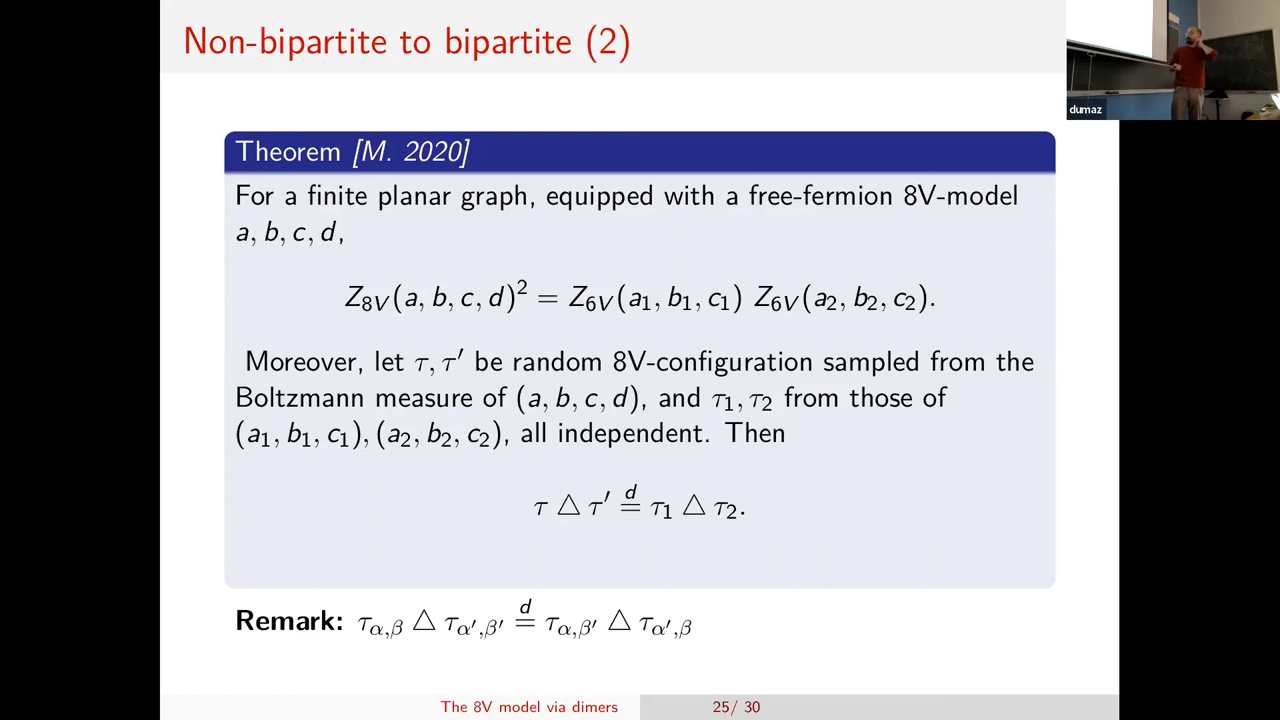 Non-bipartite to bipartite (2)
dumaz
Theorem [M. 2020]
For a finite planar graph, equipped with a free-fermion 8V-model
a, b, c, d,
Z_{8V}(a, b, c, d)^2 = Z_{6V}(a_1, b_1, c_1) Z_{6V}(a_2, b_2, c_2).
Moreover, let τ, τ′ be random 8V-configuration sampled from the
Boltzmann measure of (a, b, c, d), and τ_1, τ_2 from those of
(a_1, b_1, c_1), (a_2, b_2, c_2), all independent. Then
τ △ τ′ \stackrel{d}{=} τ_1 △ τ_2.
Remark: τ_{α,β} △ τ_{α′,β′} \stackrel{d}{=} τ_{α,β′} △ τ_{α′,β}
The 8V model via dimers 25/ 30